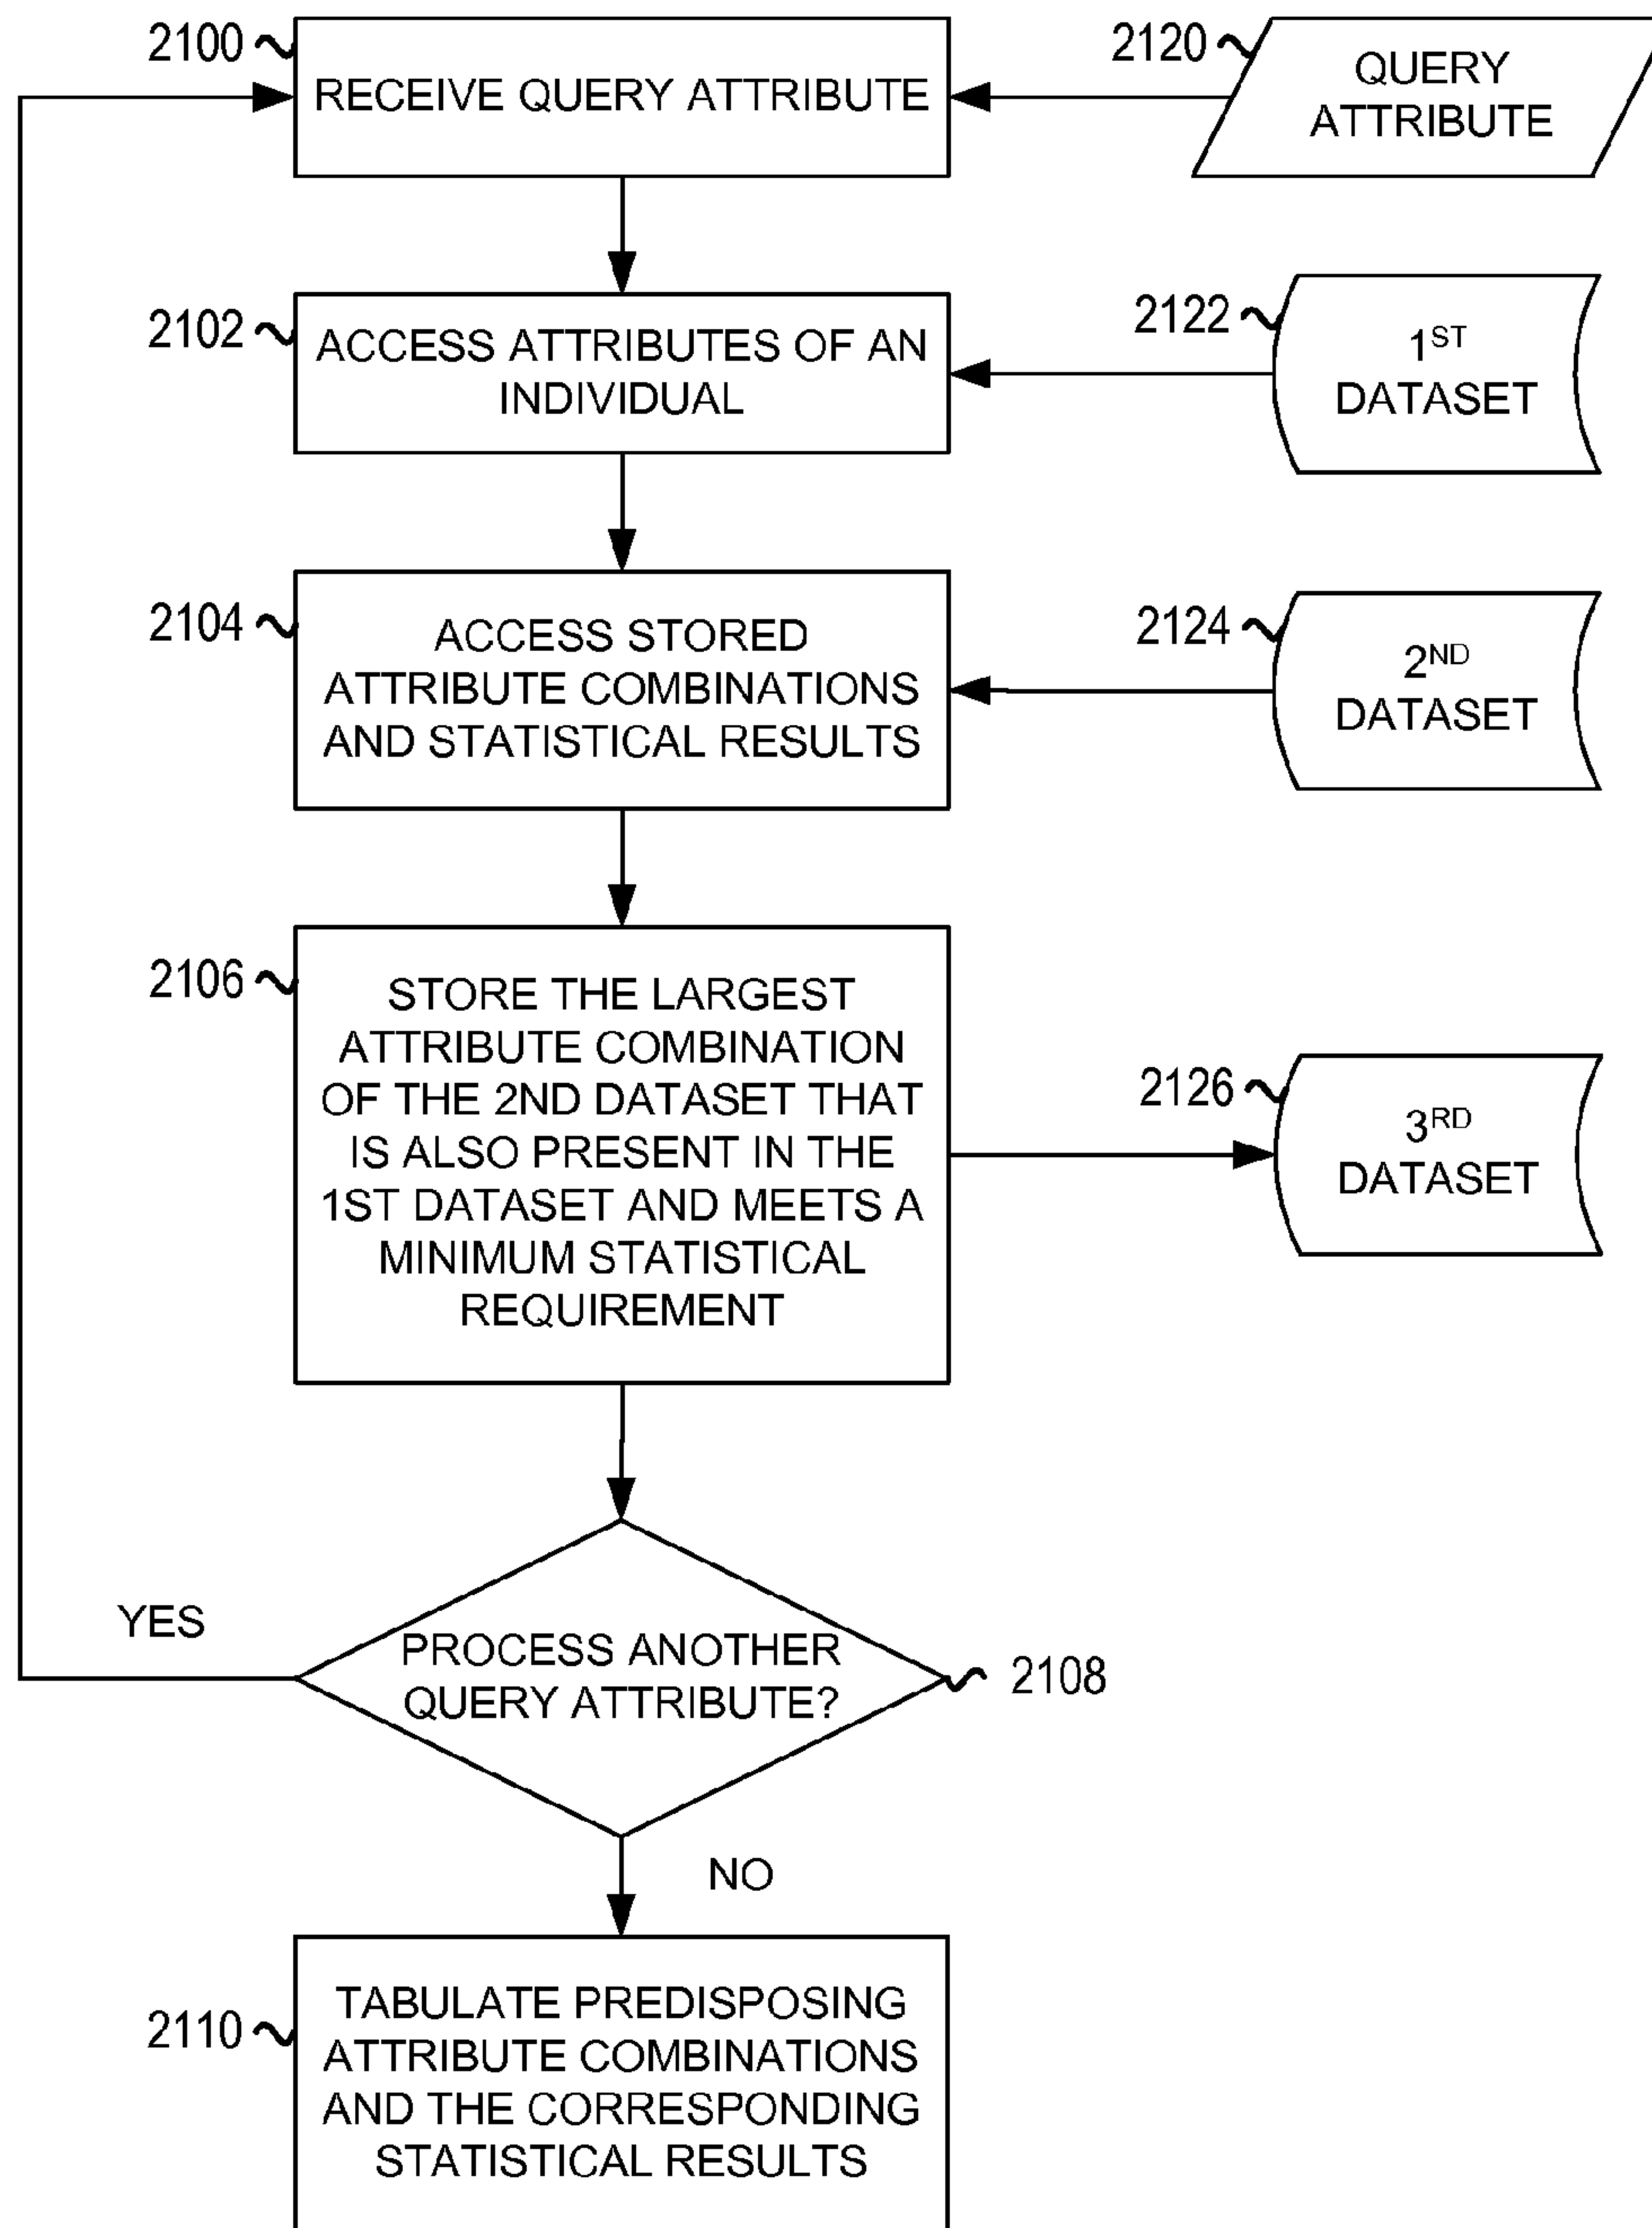 2100
RECEIVE QUERY ATTRIBUTE
2120
QUERY
ATTRIBUTE
2102
ACCESS ATTRIBUTES OF AN
INDIVIDUAL
2122
1ST
DATASET
2104
ACCESS STORED
ATTRIBUTE COMBINATIONS
AND STATISTICAL RESULTS
2124
2ND
DATASET
2106
STORE THE LARGEST
ATTRIBUTE COMBINATION
OF THE 2ND DATASET THAT
IS ALSO PRESENT IN THE
1ST DATASET AND MEETS A
MINIMUM STATISTICAL
REQUIREMENT
2126
3RD
DATASET
YES
PROCESS ANOTHER
QUERY ATTRIBUTE?
2108
NO
2110
TABULATE PREDISPOSING
ATTRIBUTE COMBINATIONS
AND THE CORRESPONDING
STATISTICAL RESULTS